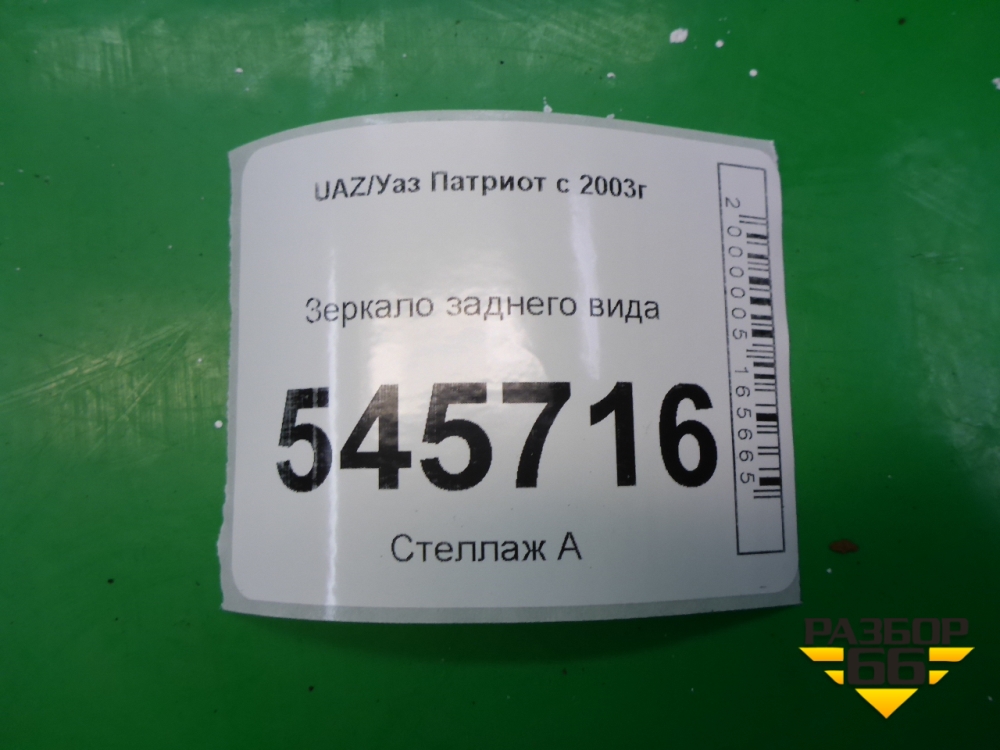 UAZ/Уаз Патриот с 2003г
Зеркало заднего вида
545716
Стеллаж А
2000005165665
РАЗБОР
66